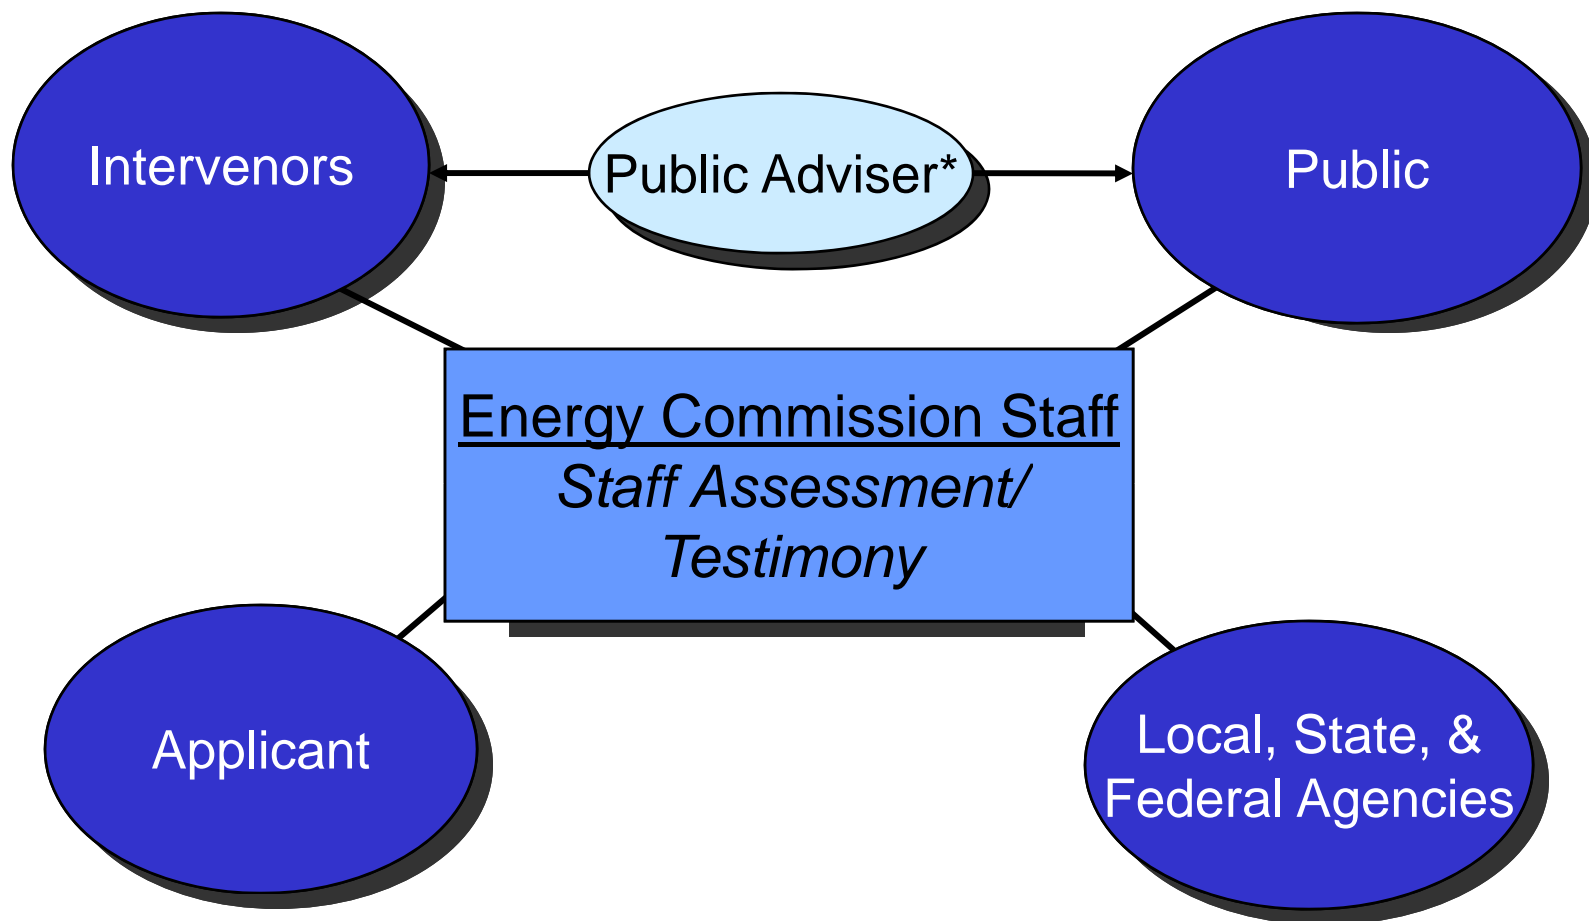 Intervenors
Public Adviser*
Public
Energy Commission Staff
Staff Assessment/
Testimony
Applicant
Local, State, &
Federal Agencies